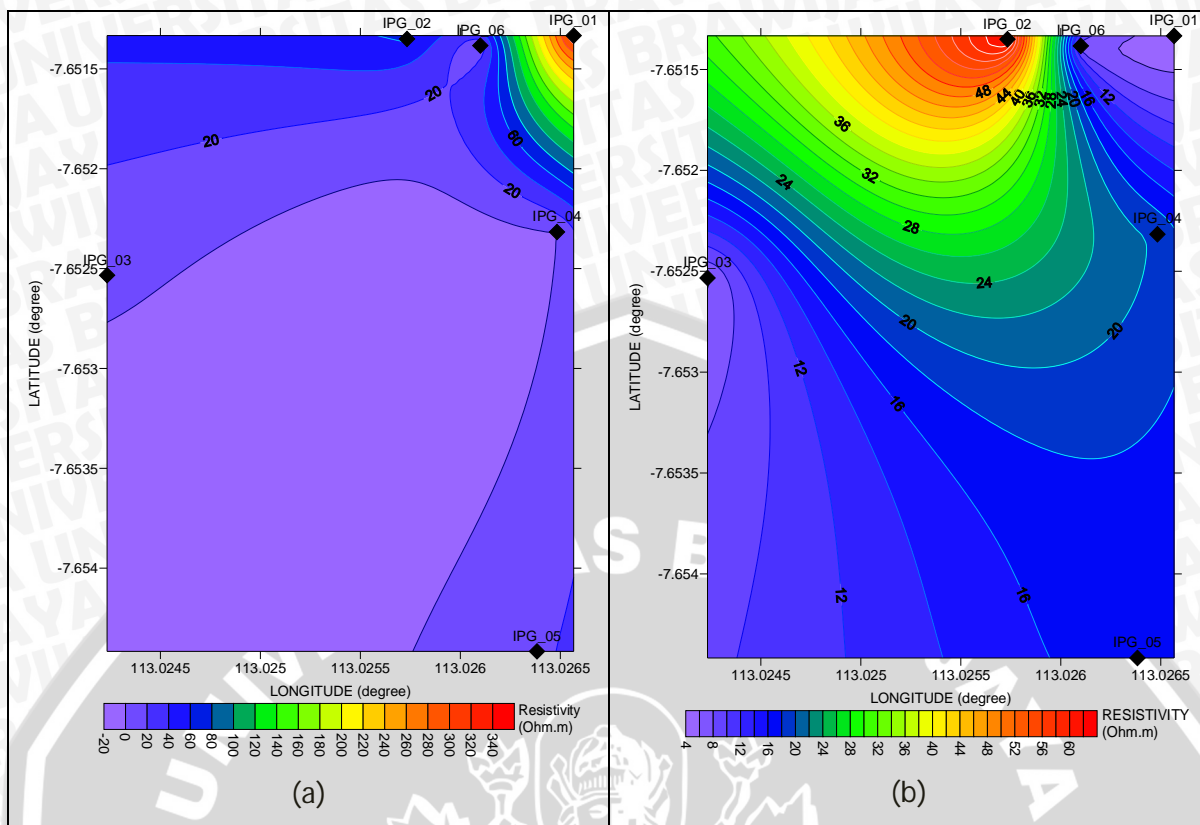 IPG_02
IPG_06
IPG_01
-7.6515
20
20
60
-7.652
20
IPG_04
-7.6525
IPG_03
LATITUDE (degree)
-7.653
-7.6535
-7.654
IPG_05
113.0245
113.025
113.0255
113.026
113.0265
LONGITUDE (degree)
Resistivity
(Ohm.m)
-20 0 20 40 60 80 100 120 140 160 180 200 220 240 260 280 300 320 340
(a)
IPG_02
IPG_06
IPG_01
-7.6515
48 44 40 36 32 28 24 20 16 12
36
-7.652
24
32
28
IPG_04
-7.6525
IPG_03
24
20
20
LATITUDE (degree)
-7.653
12
16
-7.6535
-7.654
12
16
IPG_05
113.0245
113.025
113.0255
113.026
113.0265
LONGITUDE (degree)
RESISTIVITY
(Ohm.m)
4 8 12 16 20 24 28 32 36 40 44 48 52 56 60
(b)